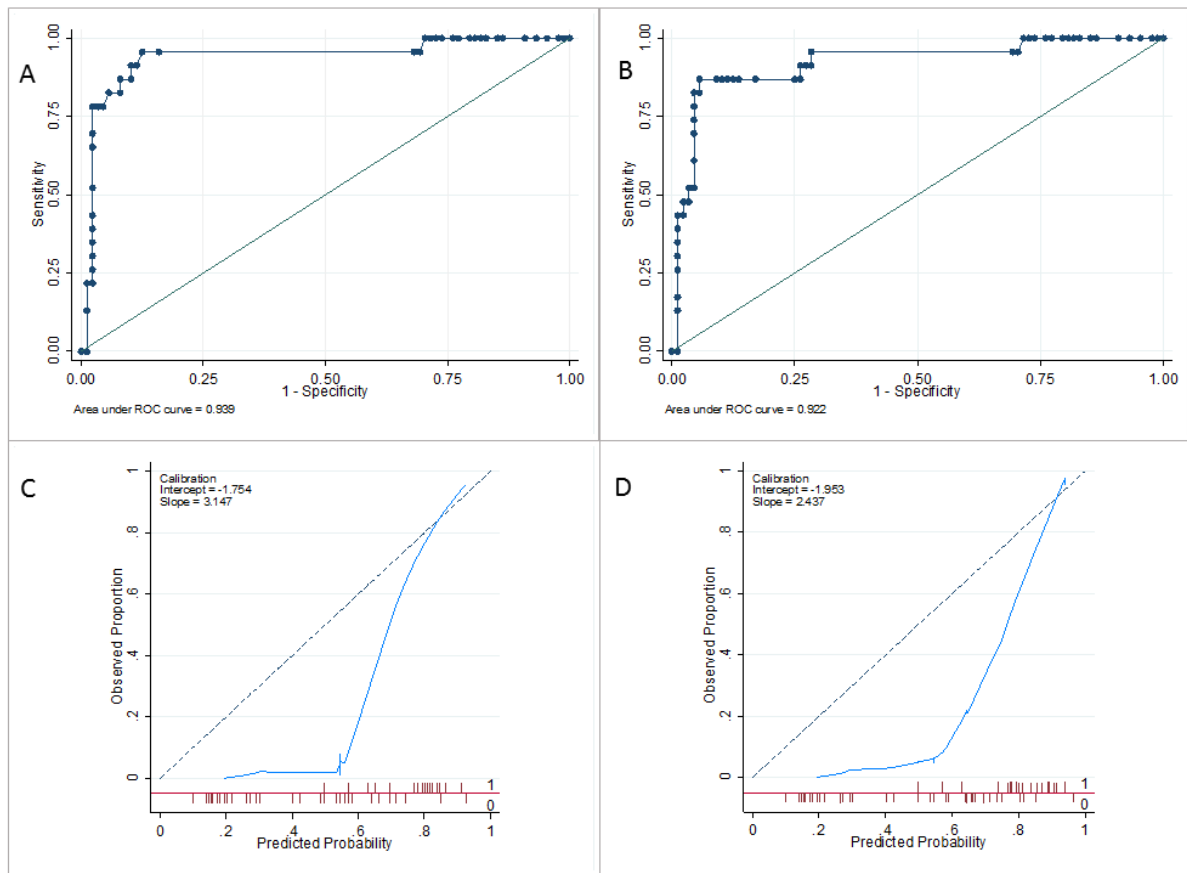 A
1.00
0.75
0.50
0.25
0.00
Sensitivity
0.00 0.25 0.50 0.75 1.00
1 - Specificity
Area under ROC curve = 0.939
B
1.00
0.75
0.50
0.25
0.00
Sensitivity
0.00 0.25 0.50 0.75 1.00
1 - Specificity
Area under ROC curve = 0.922
C
Calibration
Intercept = -1.754
Slope = 3.147
1
.8
.6
.4
.2
0
Observed Proportion
1
0
0 .2 .4 .6 .8 1
Predicted Probability
D
Calibration
Intercept = -1.953
Slope = 2.437
1
.8
.6
.4
.2
0
Observed Proportion
1
0
0 .2 .4 .6 .8 1
Predicted Probability